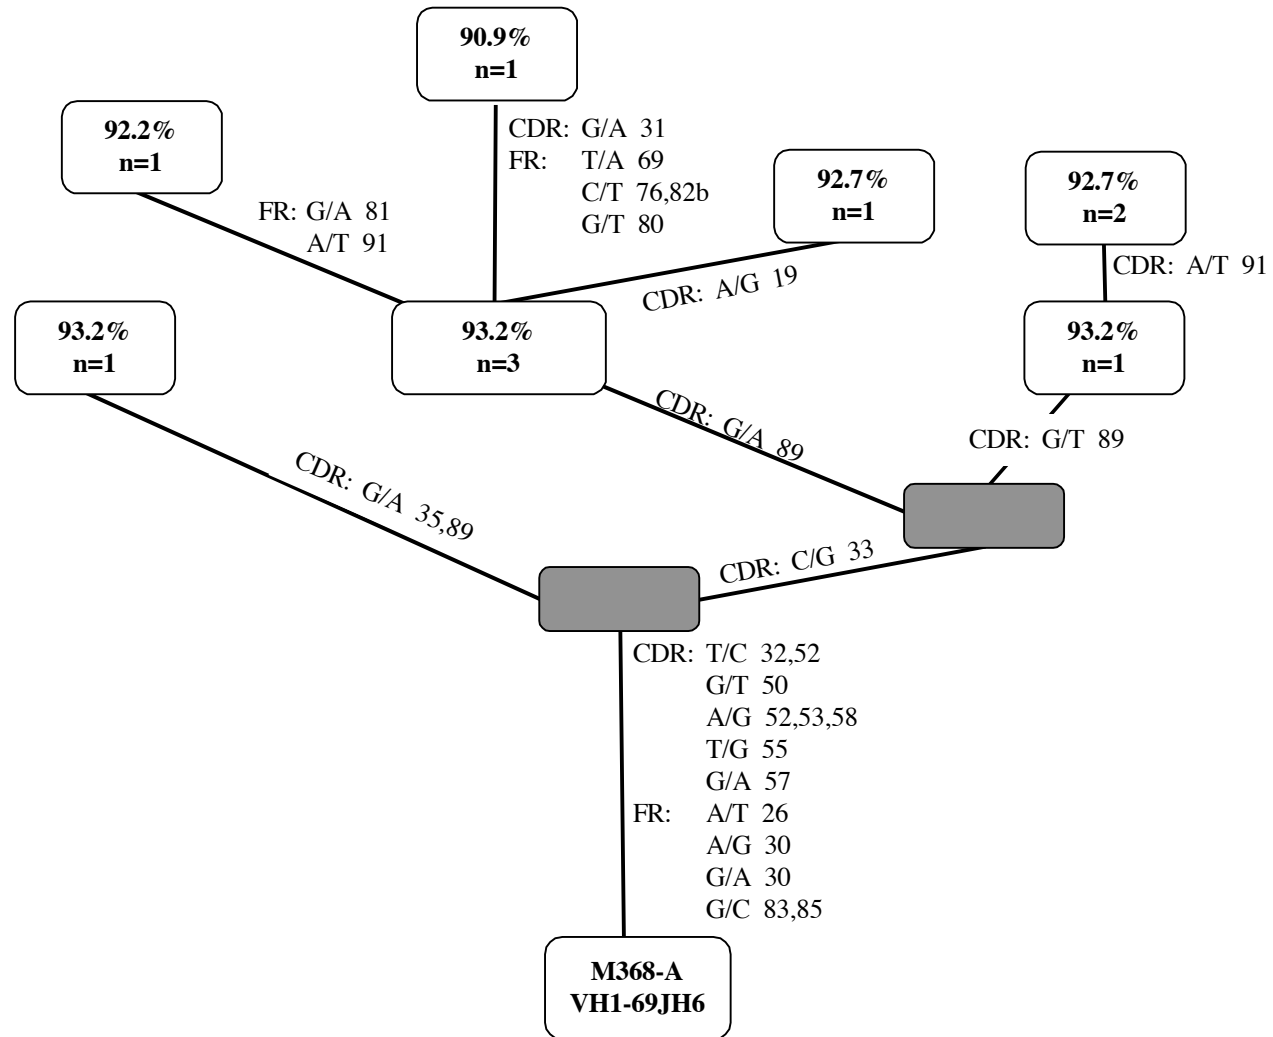 90.9%
n=1
92.2%
n=1
CDR: G/A 31
FR: T/A 69
C/T 76,82b
G/T 80
92.7%
n=1
92.7%
n=2
FR: G/A 81
A/T 91
CDR: A/G 19
CDR: A/T 91
93.2%
n=1
93.2%
n=3
93.2%
n=1
CDR: G/A 89
CDR: G/T 89
CDR: G/A 35,89
CDR: C/G 33
CDR: T/C 32,52
G/T 50
A/G 52,53,58
T/G 55
G/A 57
FR: A/T 26
A/G 30
G/A 30
G/C 83,85
M368-A
VH1-69JH6